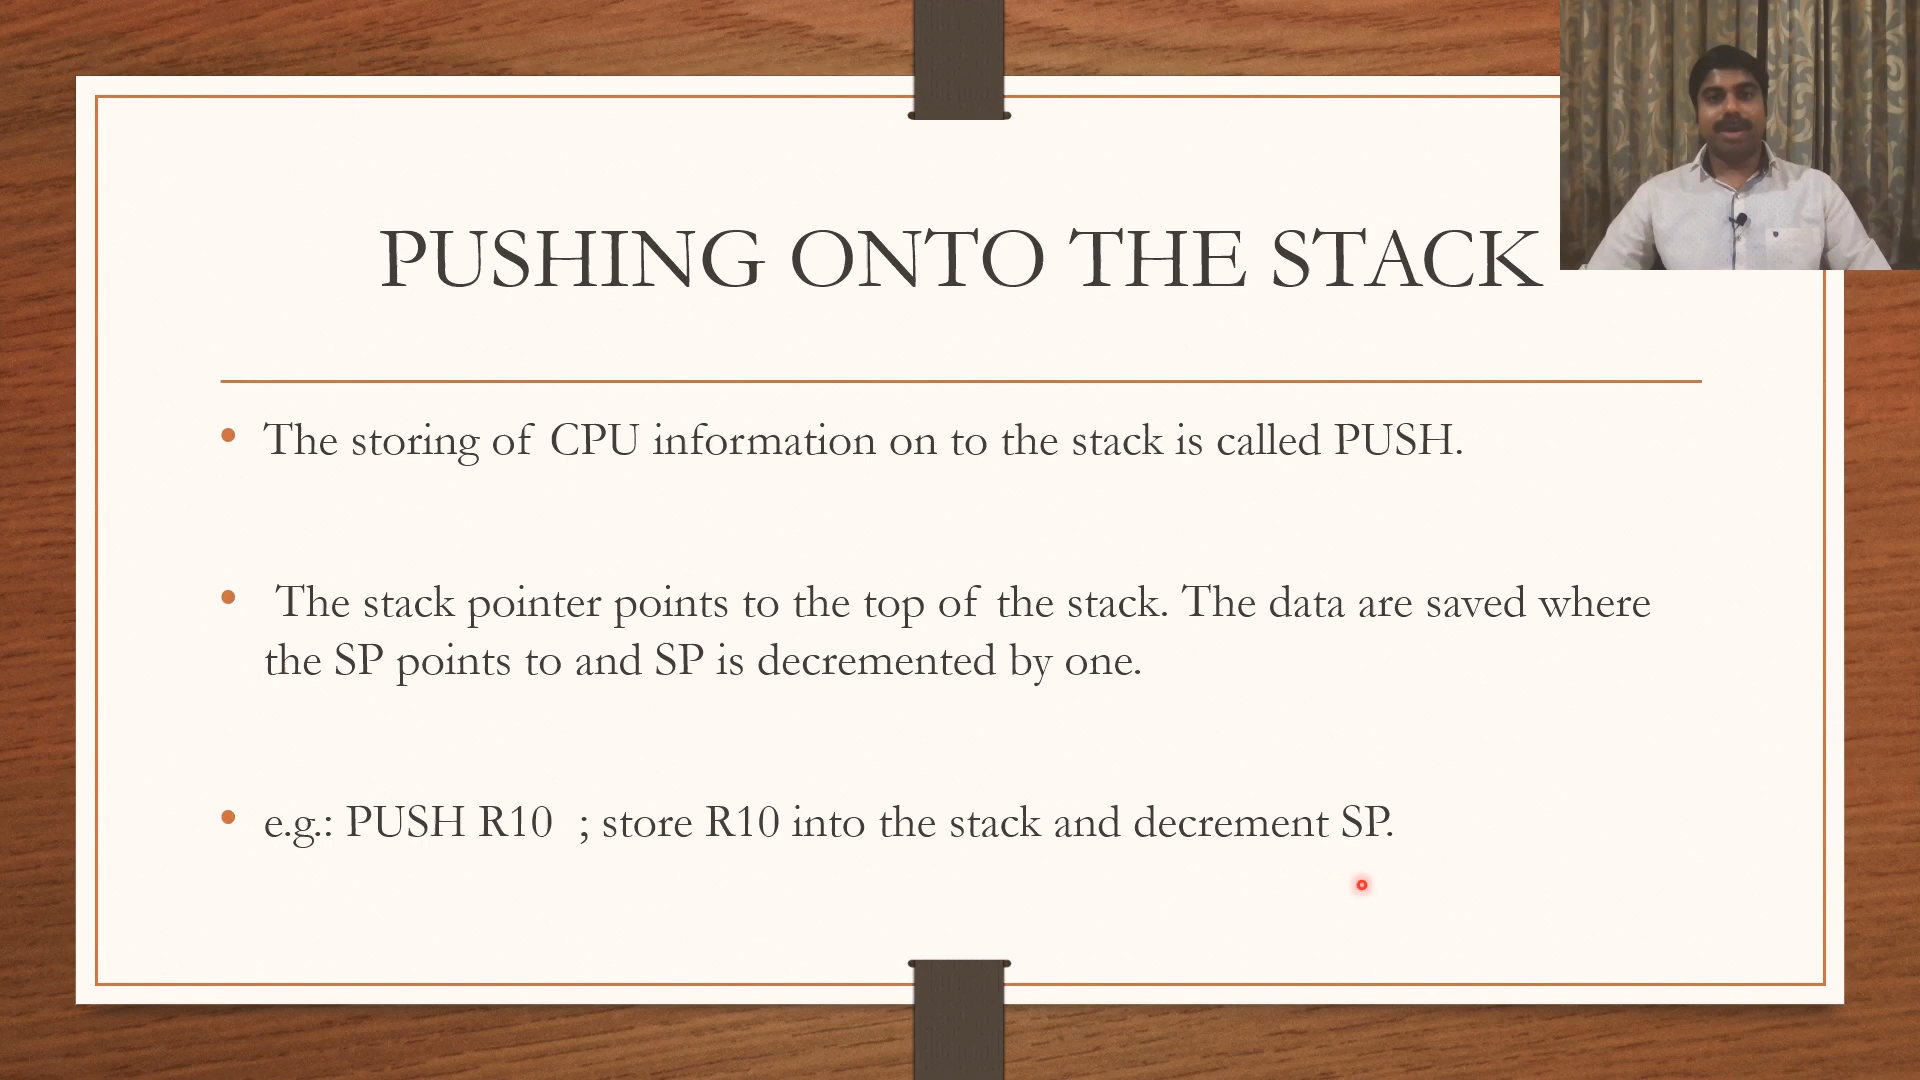 PUSHING ONTO THE STACK
The storing of CPU information on to the stack is called PUSH.
The stack pointer points to the top of the stack. The data are saved where
the SP points to and SP is decremented by one.
e.g.: PUSH R10 ; store R10 into the stack and decrement SP.